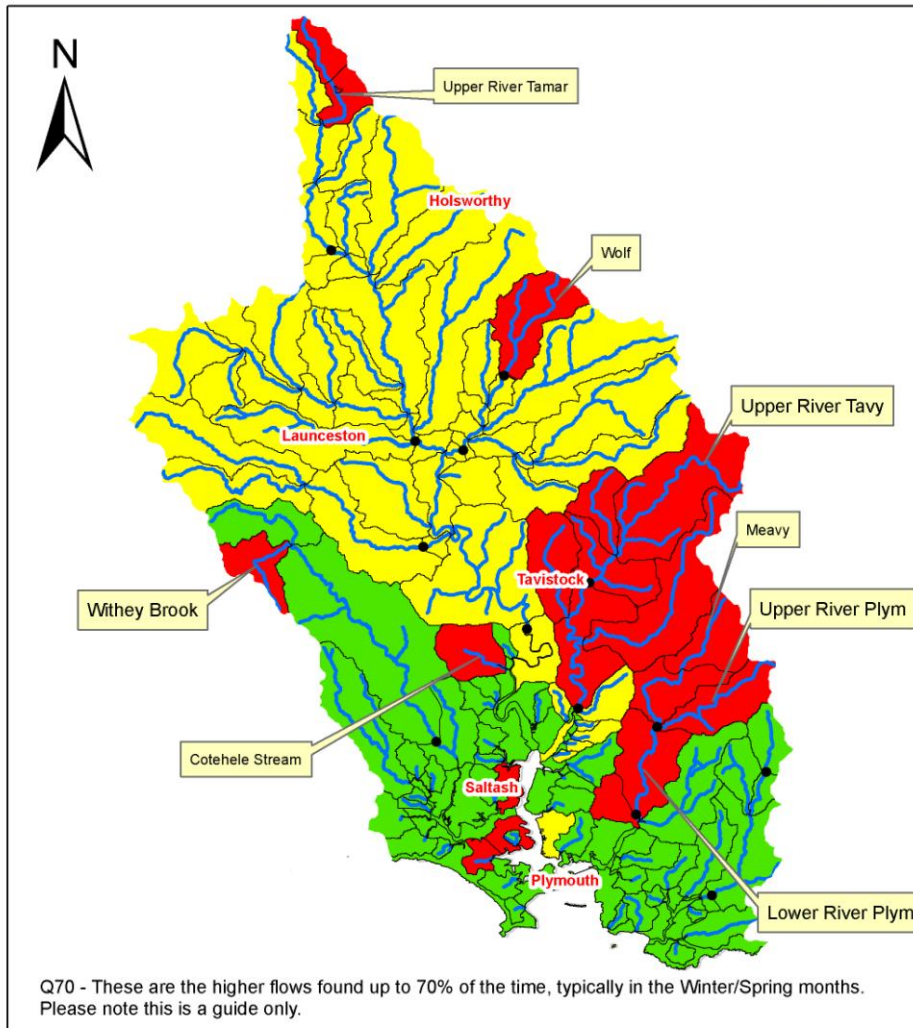 N
Upper River Tamar
Holsworthy
Wolf
Upper River Tavy
Launceston
Meavy
Tavistock
Withey Brook
Upper River Plym
Cotehele Stream
Saltash
Plymouth
Lower River Plym
Q70 - These are the higher flows found up to 70% of the time, typically in the Winter/Spring months.
Please note this is a guide only.